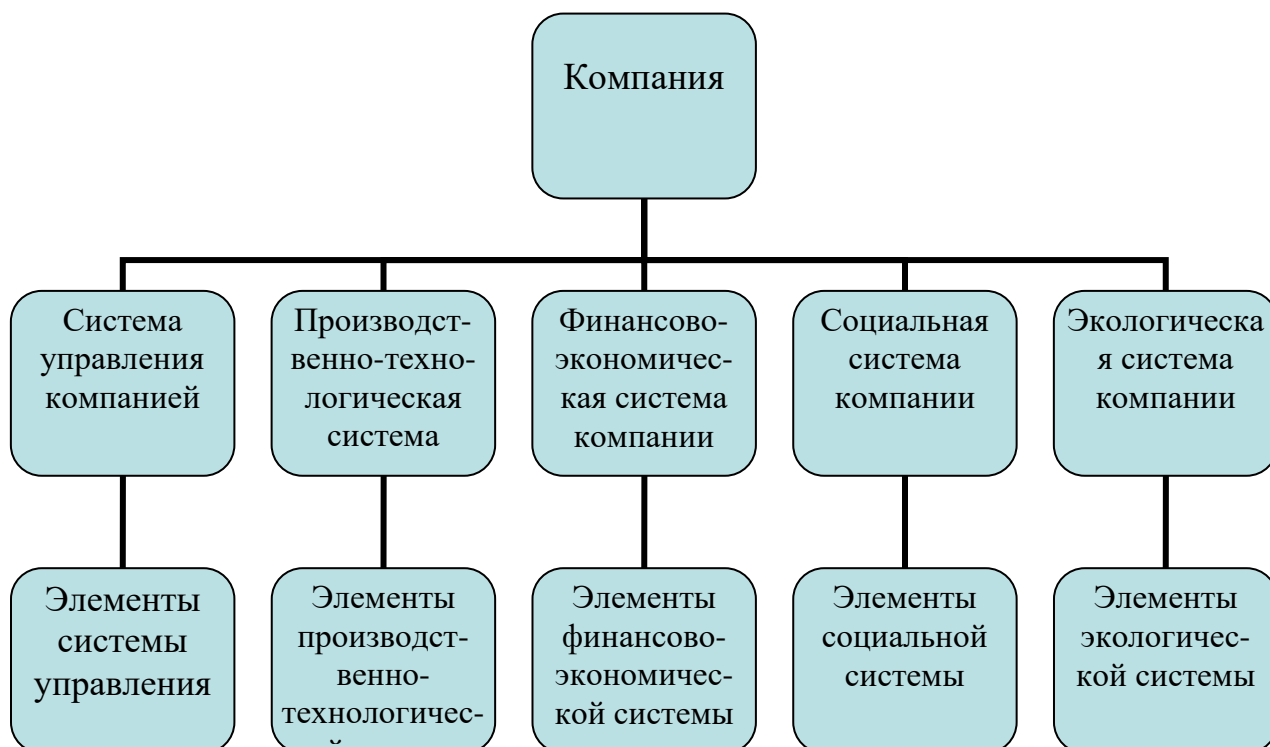 Компания
Система
управления
компанией
Производст-
венно-техно-
логическая
система
Финансово-
экономичес-
кая система
компании
Социальная
система
компании
Экологическа
я система
компании
Элементы
системы
управления
Элементы
производст-
венно-
технологичес-
Элементы
финансово-
экономичес-
кой системы
Элементы
социальной
системы
Элементы
экологичес-
кой системы